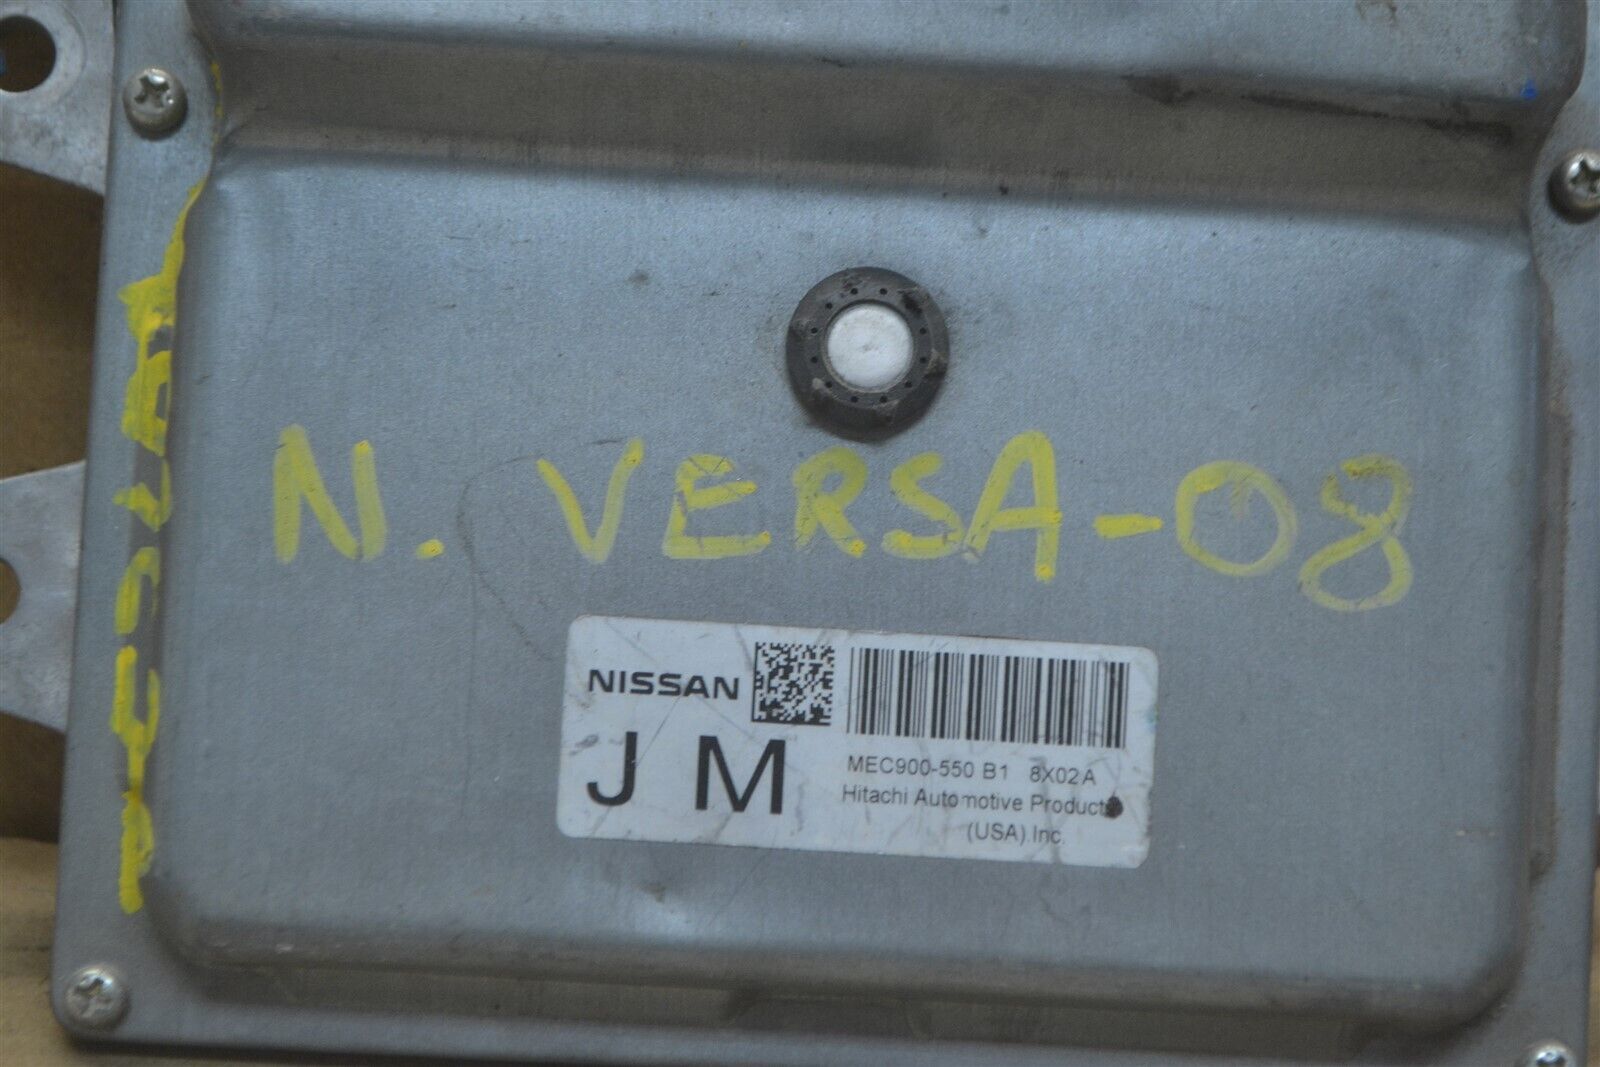 N. VERSA-08
NISSAN
J M
MEC900-550 B1 8X02A
Hitachi Automotive Products
(USA) Inc.